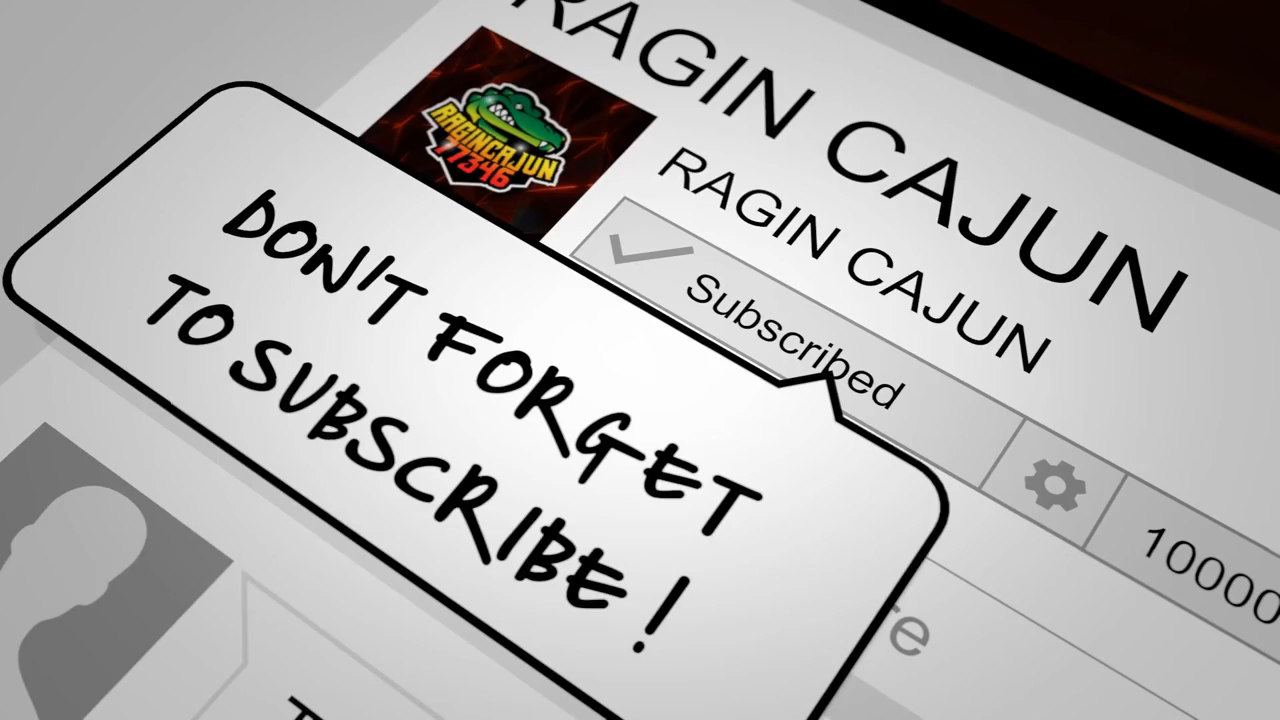 RAGIN CAJUN
RAGINCAJUN
77346
RAGIN CAJUN
Subscribed
10000
DON'T FORGET
TO SUBSCRIBE!